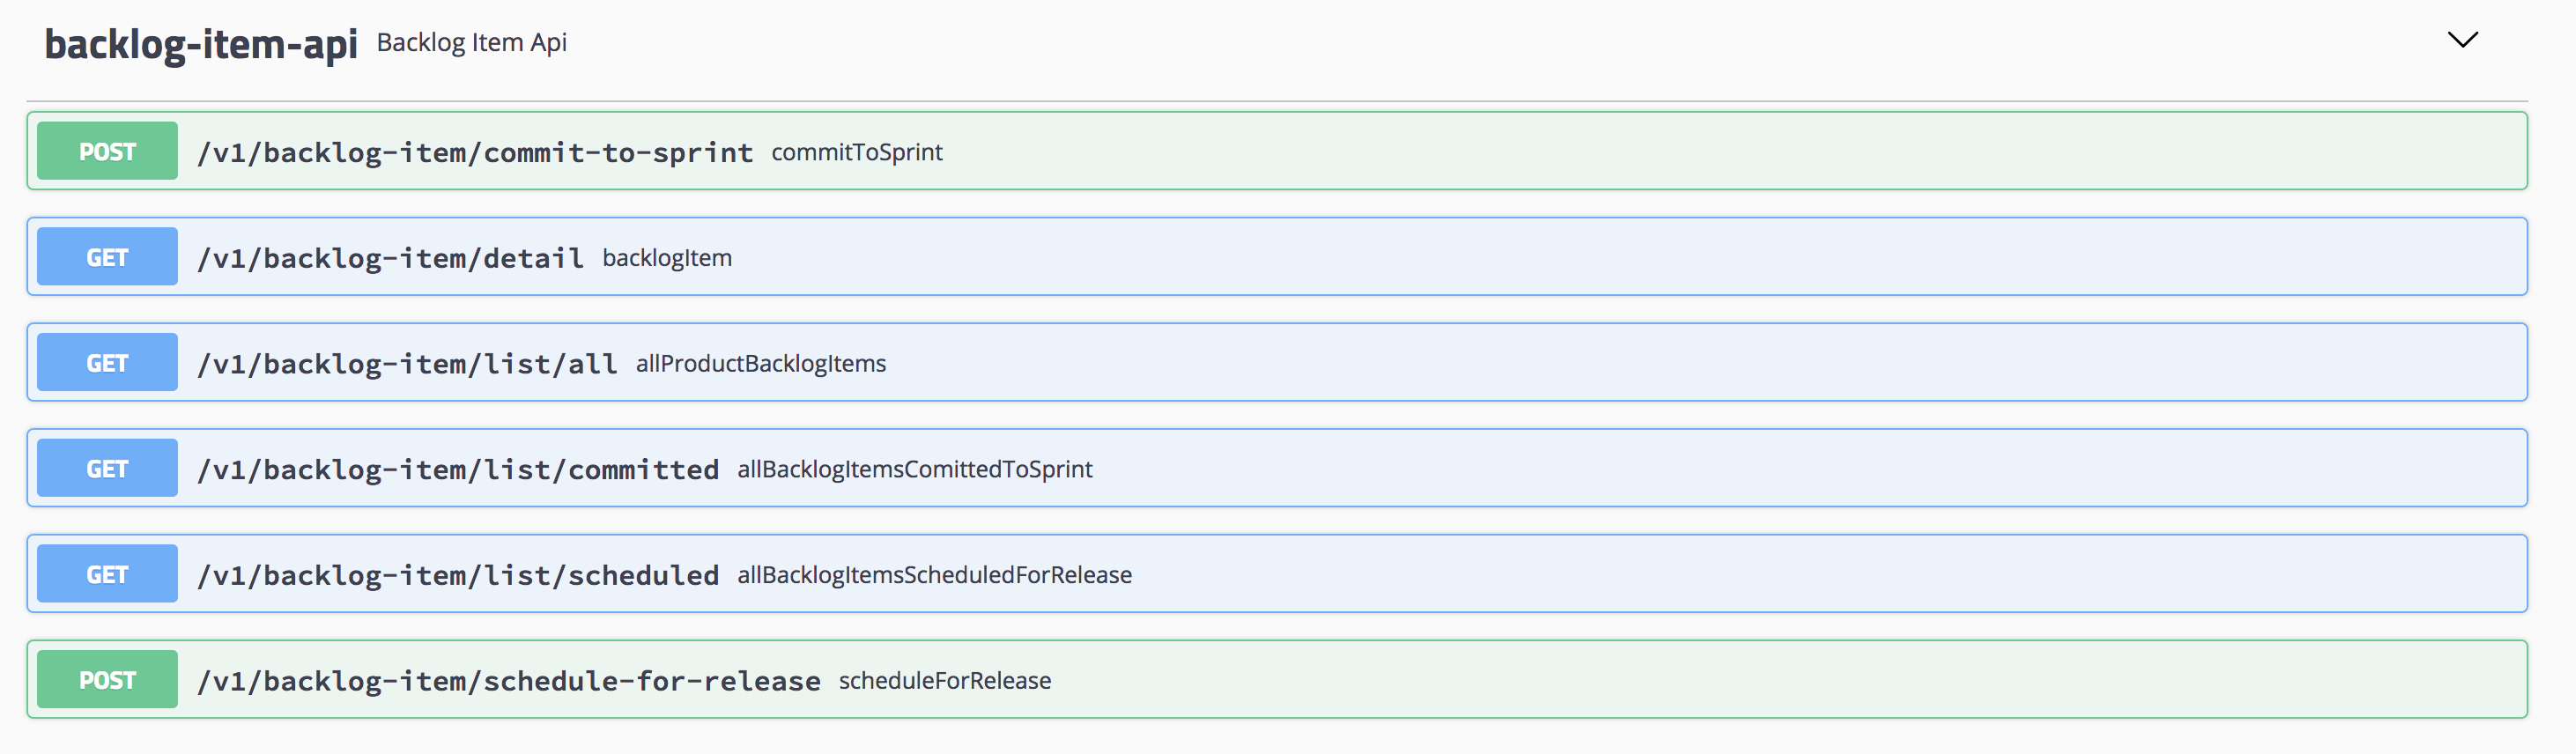 backlog-item-api Backlog Item Api
POST /v1/backlog-item/commit-to-sprint commitToSprint
GET /v1/backlog-item/detail backlogItem
GET /v1/backlog-item/list/all allProductBacklogItems
GET /v1/backlog-item/list/committed allBacklogItemsComittedToSprint
GET /v1/backlog-item/list/scheduled allBacklogItemsScheduledForRelease
POST /v1/backlog-item/schedule-for-release scheduleForRelease